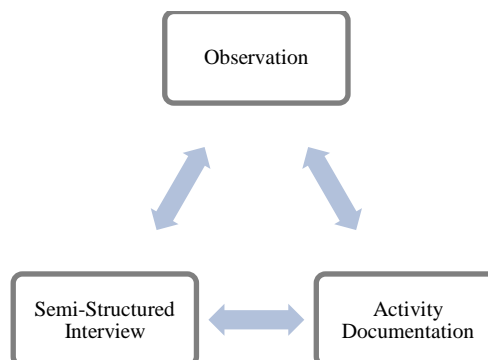 Observation
Semi-Structured
Interview
Activity
Documentation